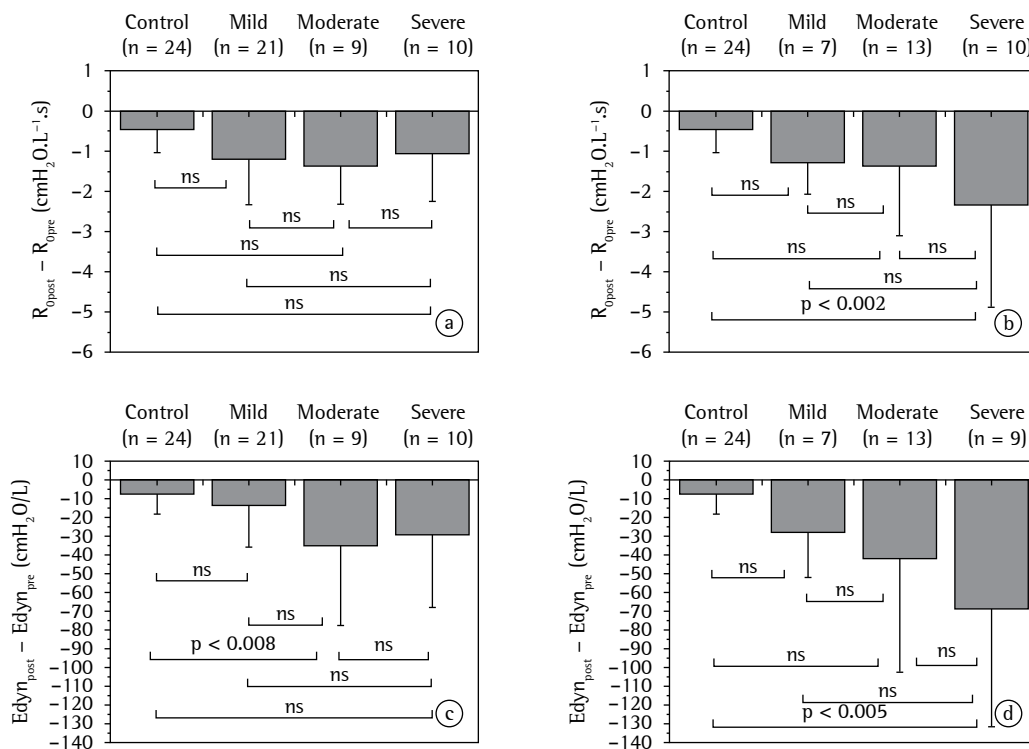 Control Mild Moderate Severe
(n = 24) (n = 21) (n = 9) (n = 10)
1
0
−1
−2
−3
−4
−5
−6
R0post − R0pre (cmH2O.L−1.s)
ns
ns ns
ns
ns
ns
a
Control Mild Moderate Severe
(n = 24) (n = 7) (n = 13) (n = 10)
1
0
−1
−2
−3
−4
−5
−6
R0post − R0pre (cmH2O.L−1.s)
ns
ns
ns ns
ns
p < 0.002
b
Control Mild Moderate Severe
(n = 24) (n = 21) (n = 9) (n = 10)
10
0
−10
−20
−30
−40
−50
−60
−70
−80
−90
−100
−110
−120
−130
−140
Edynpost − Edynpre (cmH2O/L)
ns
ns
p < 0.008 ns
ns
ns
c
Control Mild Moderate Severe
(n = 24) (n = 7) (n = 13) (n = 9)
10
0
−10
−20
−30
−40
−50
−60
−70
−80
−90
−100
−110
−120
−130
−140
Edynpost − Edynpre (cmH2O/L)
ns
ns
ns ns
ns
p < 0.005
d